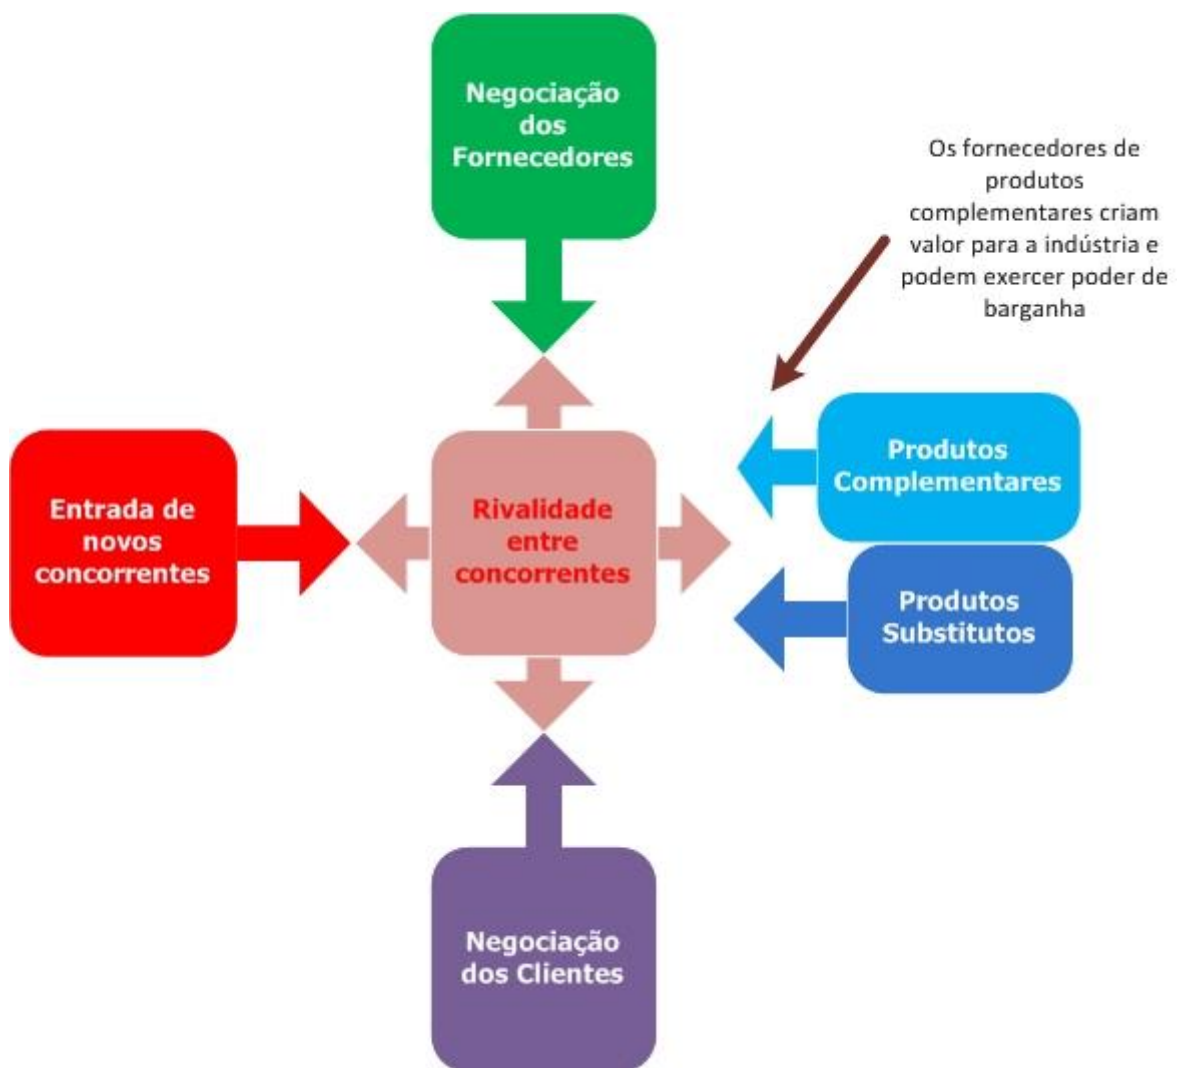 Negociação
dos
Fornecedores
Os fornecedores de
produtos
complementares criam
valor para a indústria e
podem exercer poder de
barganha
Entrada de
novos
concorrentes
Rivalidade
entre
concorrentes
Produtos
Complementares
Produtos
Substitutos
Negociação
dos Clientes